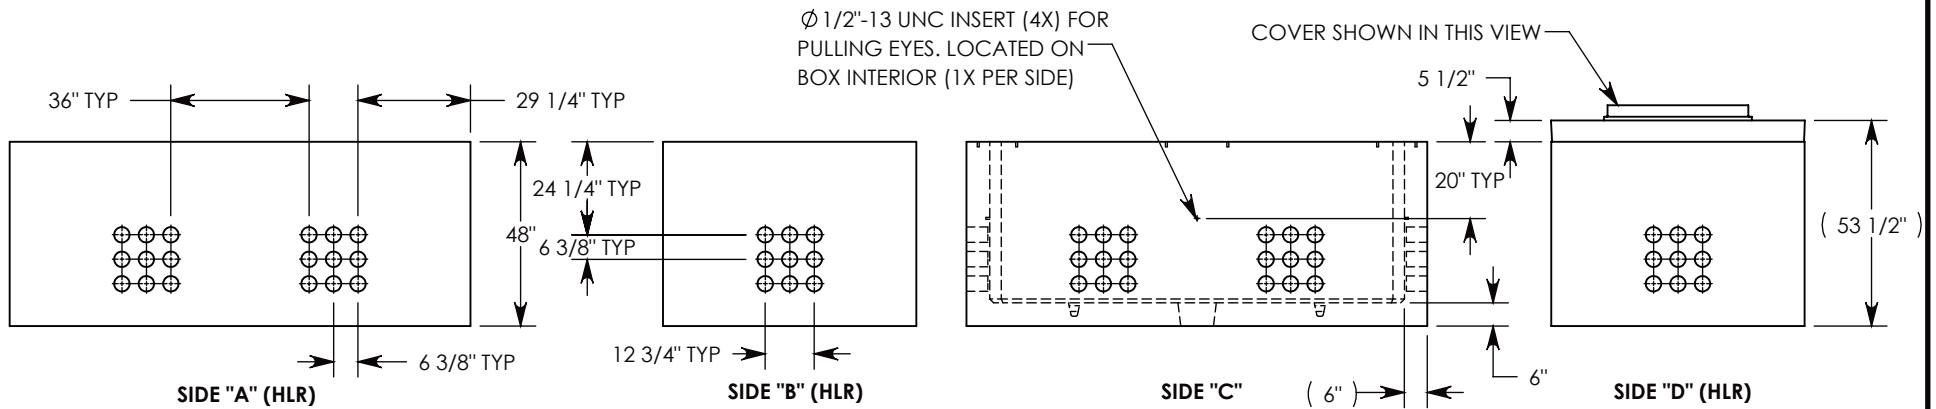 Ø 1/2"-13 UNC INSERT (4X) FOR
PULLING EYES. LOCATED ON
BOX INTERIOR (1X PER SIDE)
COVER SHOWN IN THIS VIEW
5 1/2"
36" TYP
29 1/4" TYP
24 1/4" TYP
20" TYP
48"
6 3/8" TYP
( 53 1/2" )
12 3/4" TYP
6 3/8" TYP
6"
( 6" )
SIDE "A" (HLR)
SIDE "B" (HLR)
SIDE "C"
SIDE "D" (HLR)